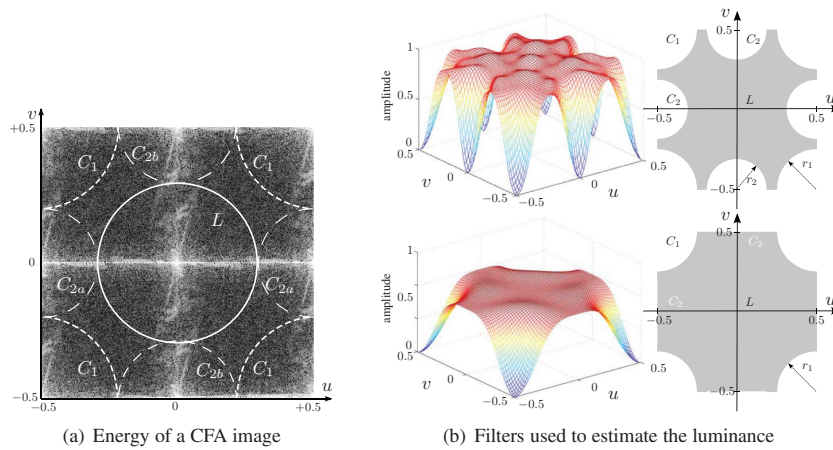 v
+0.5
C₁
C₂b
C₁
L
0
C₂a
C₂a
C₁
C₂b
C₁
u
−0.5
−0.5
0
+0.5
(a) Energy of a CFA image
amplitude
1
0.5
0
0.5
v
0
−0.5
−0.5
0
u
0.5
v
0.5
C₁
C₂
C₂
L
u
−0.5
0.5
r₁
r₂
−0.5
amplitude
1
0.5
0
0.5
v
0
−0.5
−0.5
0
u
0.5
v
0.5
C₁
C₂
C₂
L
u
−0.5
0.5
r₁
−0.5
(b) Filters used to estimate the luminance